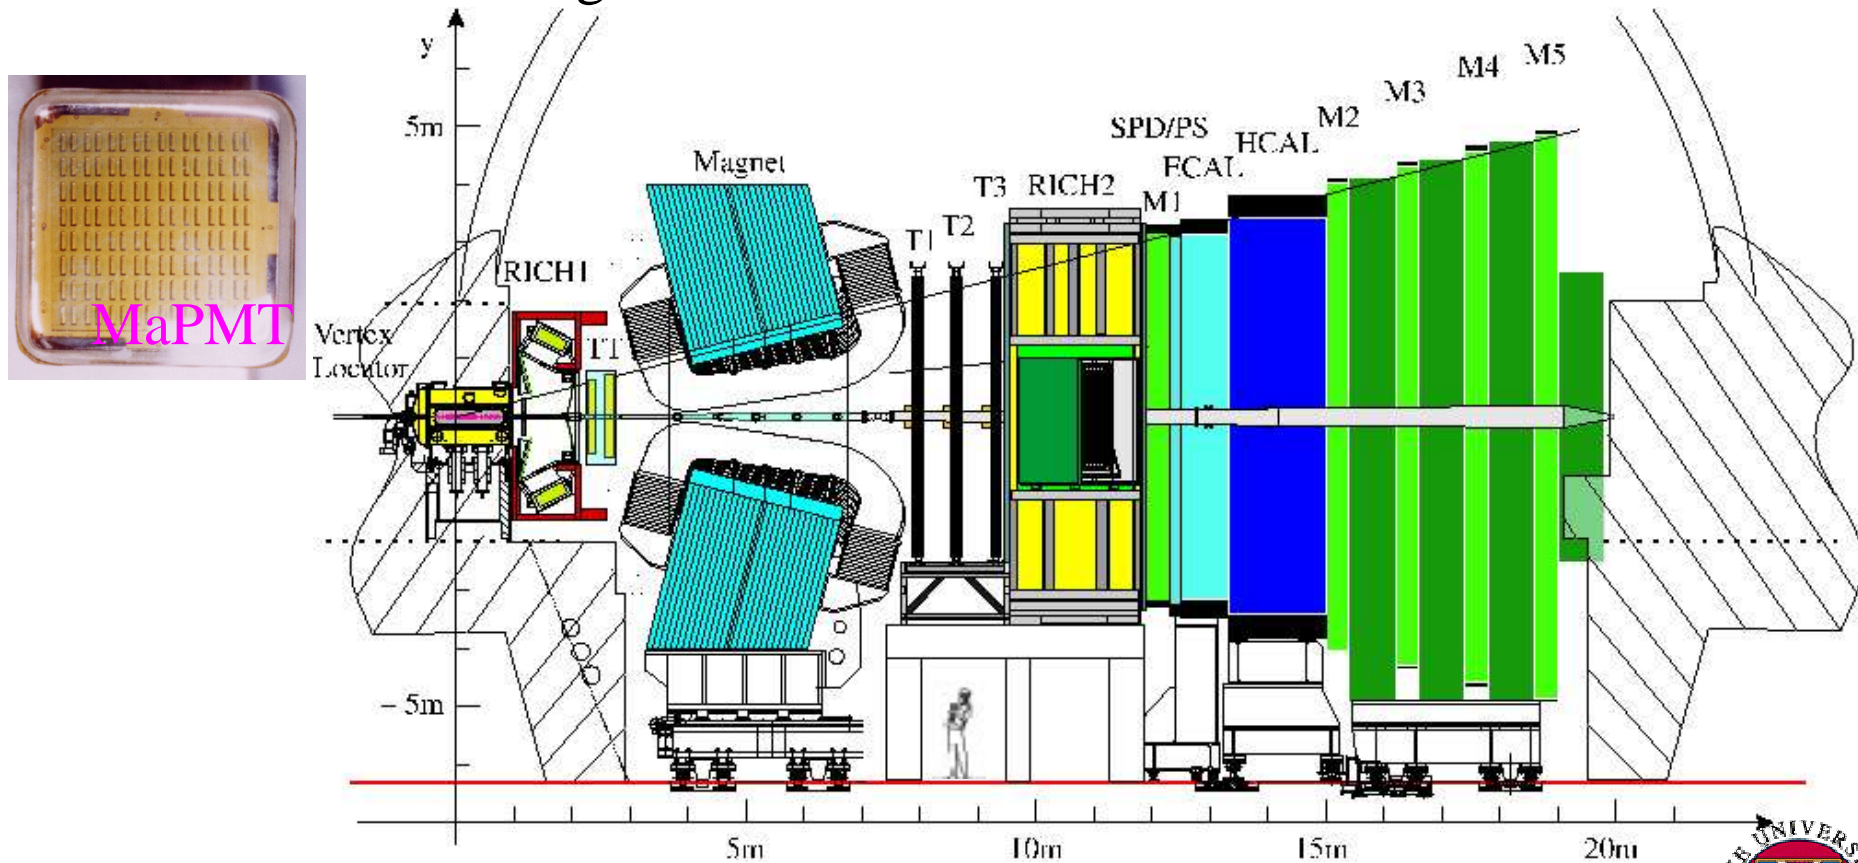 g
y
5m
Magnet
SPD/PS
ECAL
HCAL
M1
M2
M3
M4
M5
T1
T2
T3
RICH2
RICH1
TT
MaPMT
Vertex
Locator
- 5m
5m
10m
15m
20m
UNIVERS